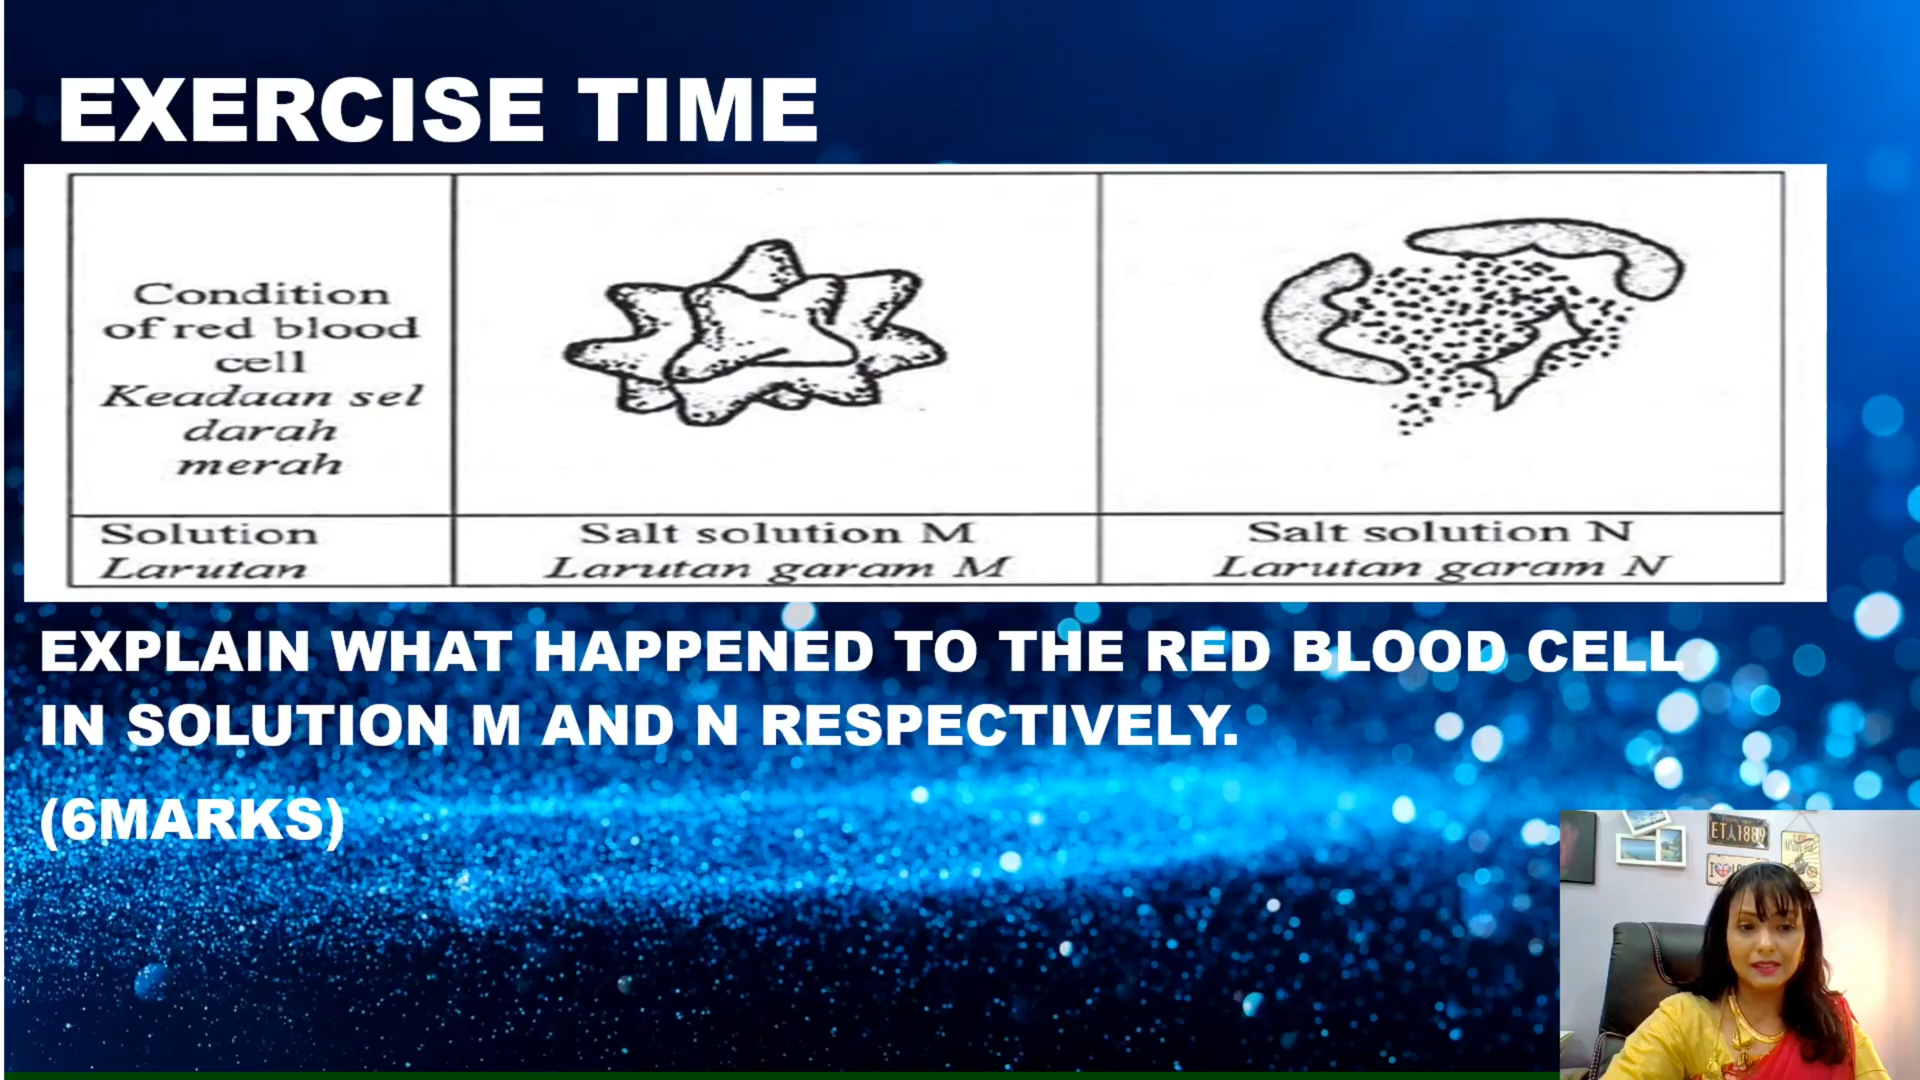 EXERCISE TIME
Condition
of red blood
cell
Keadaan sel
darah
merah
Solution
Larutan
Salt solution M
Larutan garam M
Salt solution N
Larutan garam N
EXPLAIN WHAT HAPPENED TO THE RED BLOOD CELL
IN SOLUTION M AND N RESPECTIVELY.
(6MARKS)